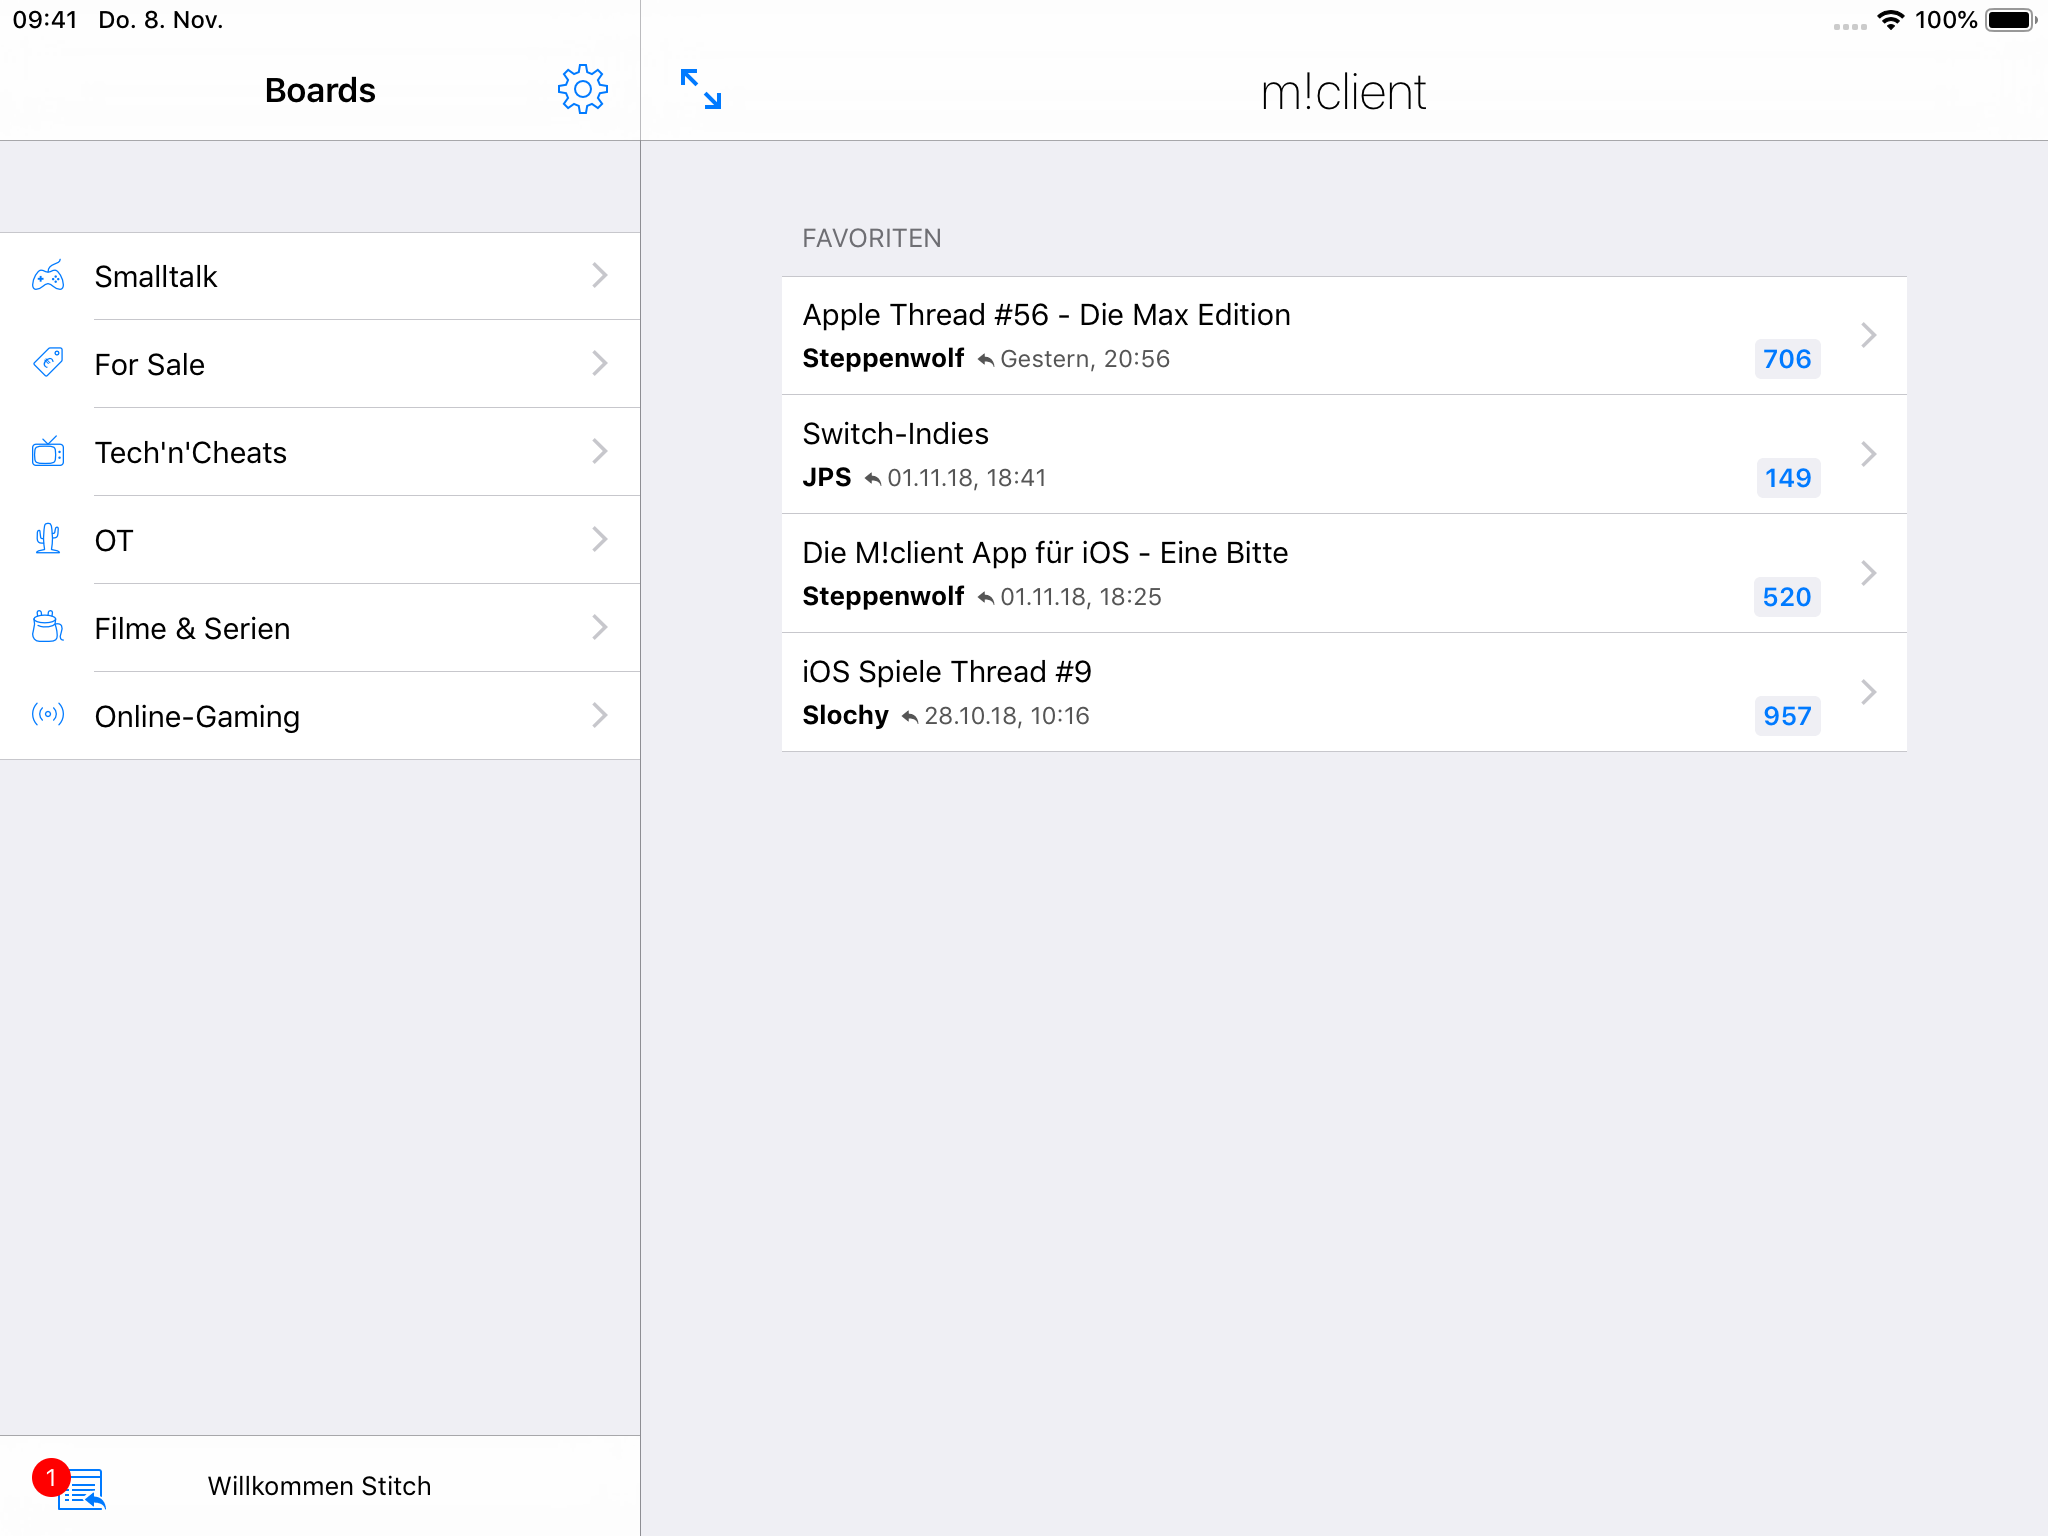 09:41 Do. 8. Nov.
100%
Boards
m!client
Smalltalk
For Sale
Tech'n'Cheats
OT
Filme & Serien
Online-Gaming
1
Willkommen Stitch
FAVORITEN
Apple Thread #56 - Die Max Edition
Steppenwolf Gestern, 20:56
706
Switch-Indies
JPS 01.11.18, 18:41
149
Die M!client App für iOS - Eine Bitte
Steppenwolf 01.11.18, 18:25
520
iOS Spiele Thread #9
Slochy 28.10.18, 10:16
957